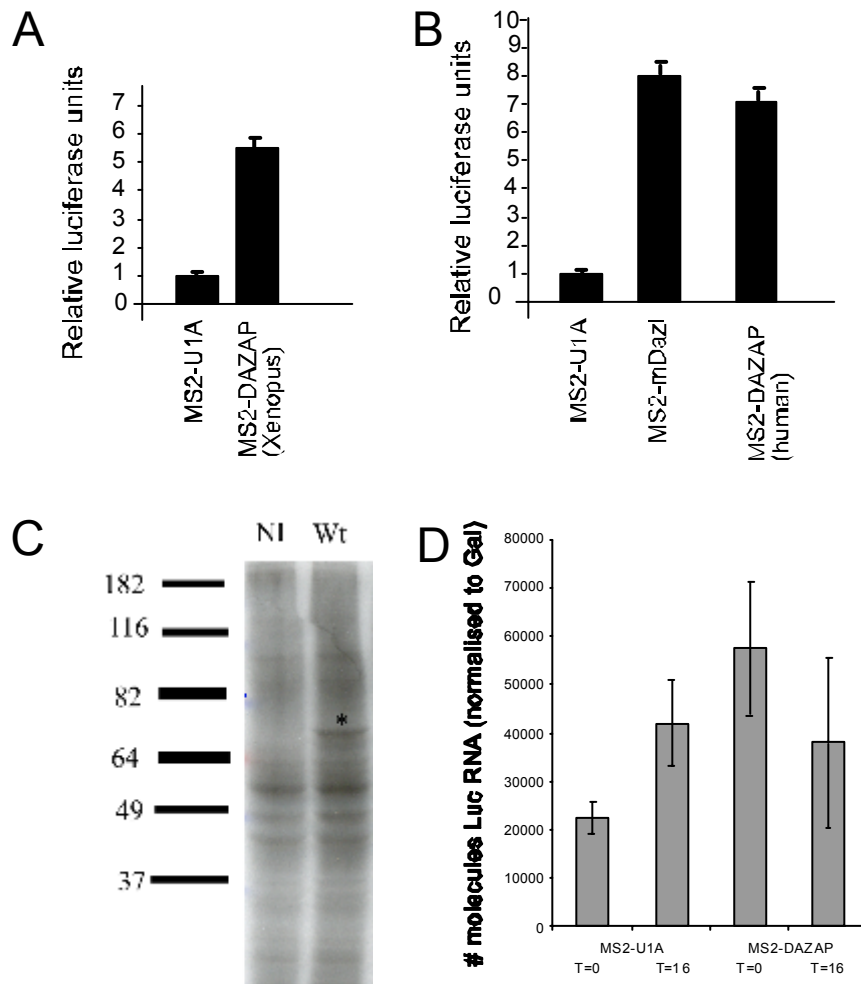 A
Relative luciferase units
7
6
5
4
3
2
1
0
MS2-U1A
MS2-DAZAP
(Xenopus)
B
Relative luciferase units
10
9
8
7
6
5
4
3
2
1
0
MS2-U1A
MS2-mDazl
MS2-DAZAP
(human)
C
NI Wt
182
116
82
*
64
49
37
D
# molecules Luc RNA (normalised to Gal)
80000
70000
60000
50000
40000
30000
20000
10000
0
MS2-U1A MS2-DAZAP
T=0 T=16 T=0 T=16